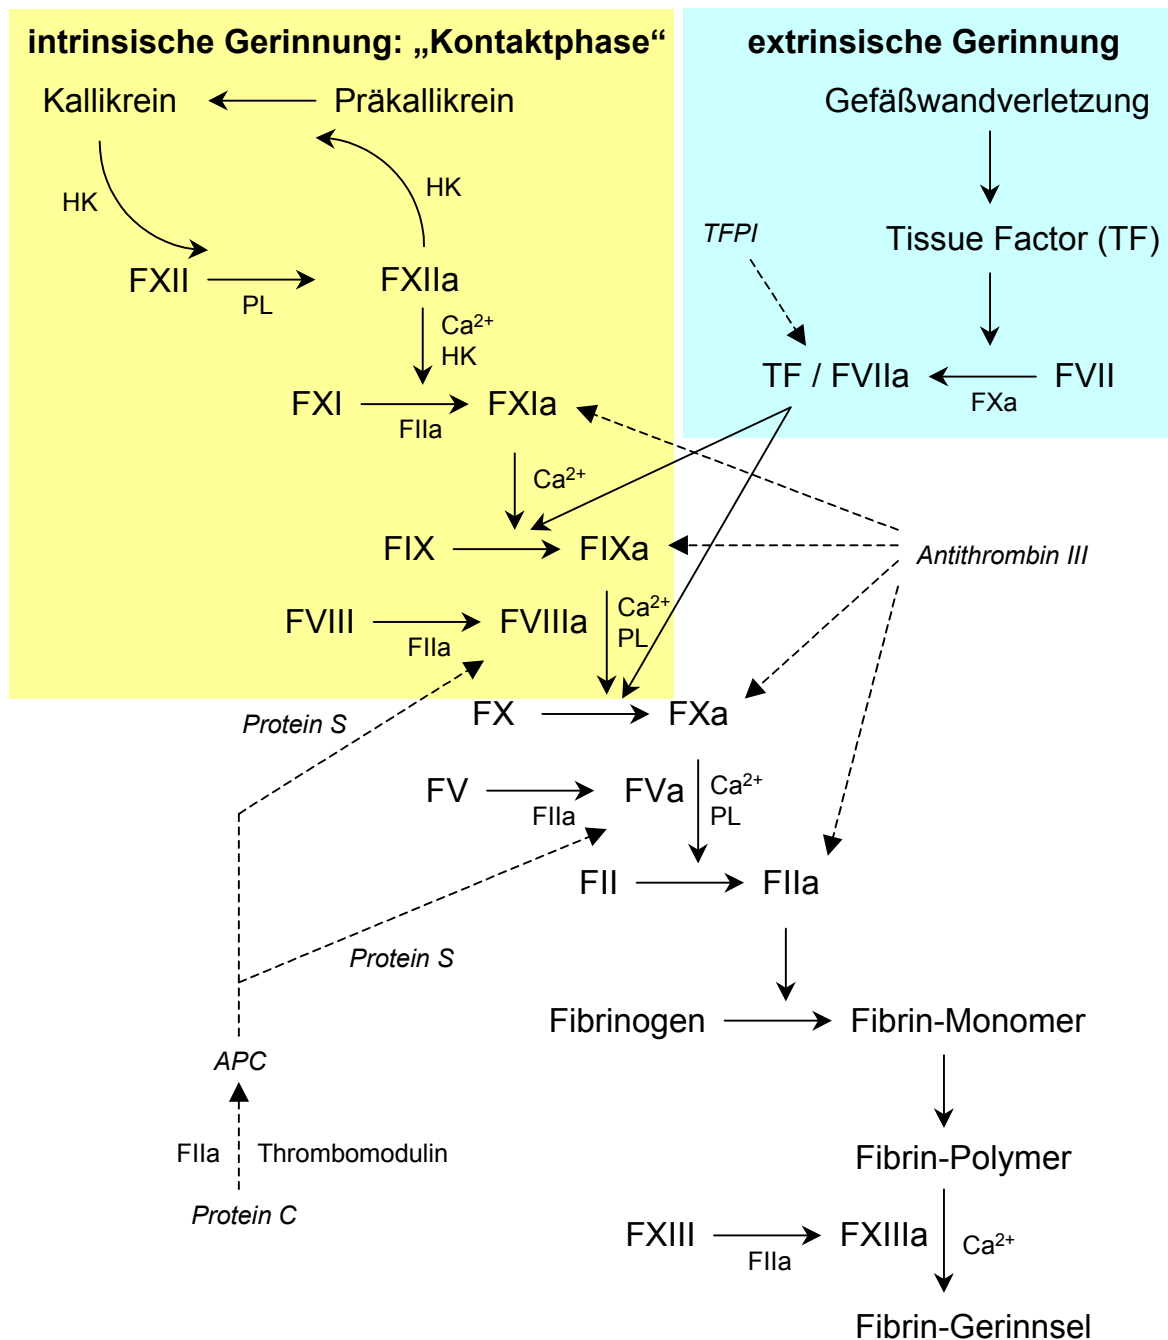 intrinsische Gerinnung: „Kontaktphase“
extrinsische Gerinnung
Kallikrein
Präkallikrein
Gefäßwandverletzung
HK
HK
TFPI
Tissue Factor (TF)
FXII
PL
FXIIa
Ca²⁺
HK
TF / FVIIa
FXa
FVII
FXI
FIIa
FXIa
Ca²⁺
FIX
FIXa
Antithrombin III
FVIII
FIIa
FVIIIa
Ca²⁺
PL
FX
FXa
Protein S
FV
FIIa
FVa
Ca²⁺
PL
FII
FIIa
Protein S
Fibrinogen
Fibrin-Monomer
APC
FIIa
Thrombomodulin
Fibrin-Polymer
Protein C
FXIII
FIIa
FXIIIa
Ca²⁺
Fibrin-Gerinnsel